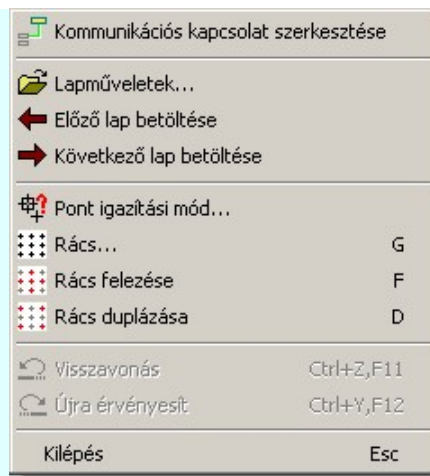 Kommunikációs kapcsolat szerkesztése
Lapműveletek...
Előző lap betöltése
Következő lap betöltése
Pont igazítási mód...
Rács... G
Rács felezése F
Rács duplázása D
Visszavonás Ctrl+Z,F11
Újra érvényesít Ctrl+Y,F12
Kilépés Esc